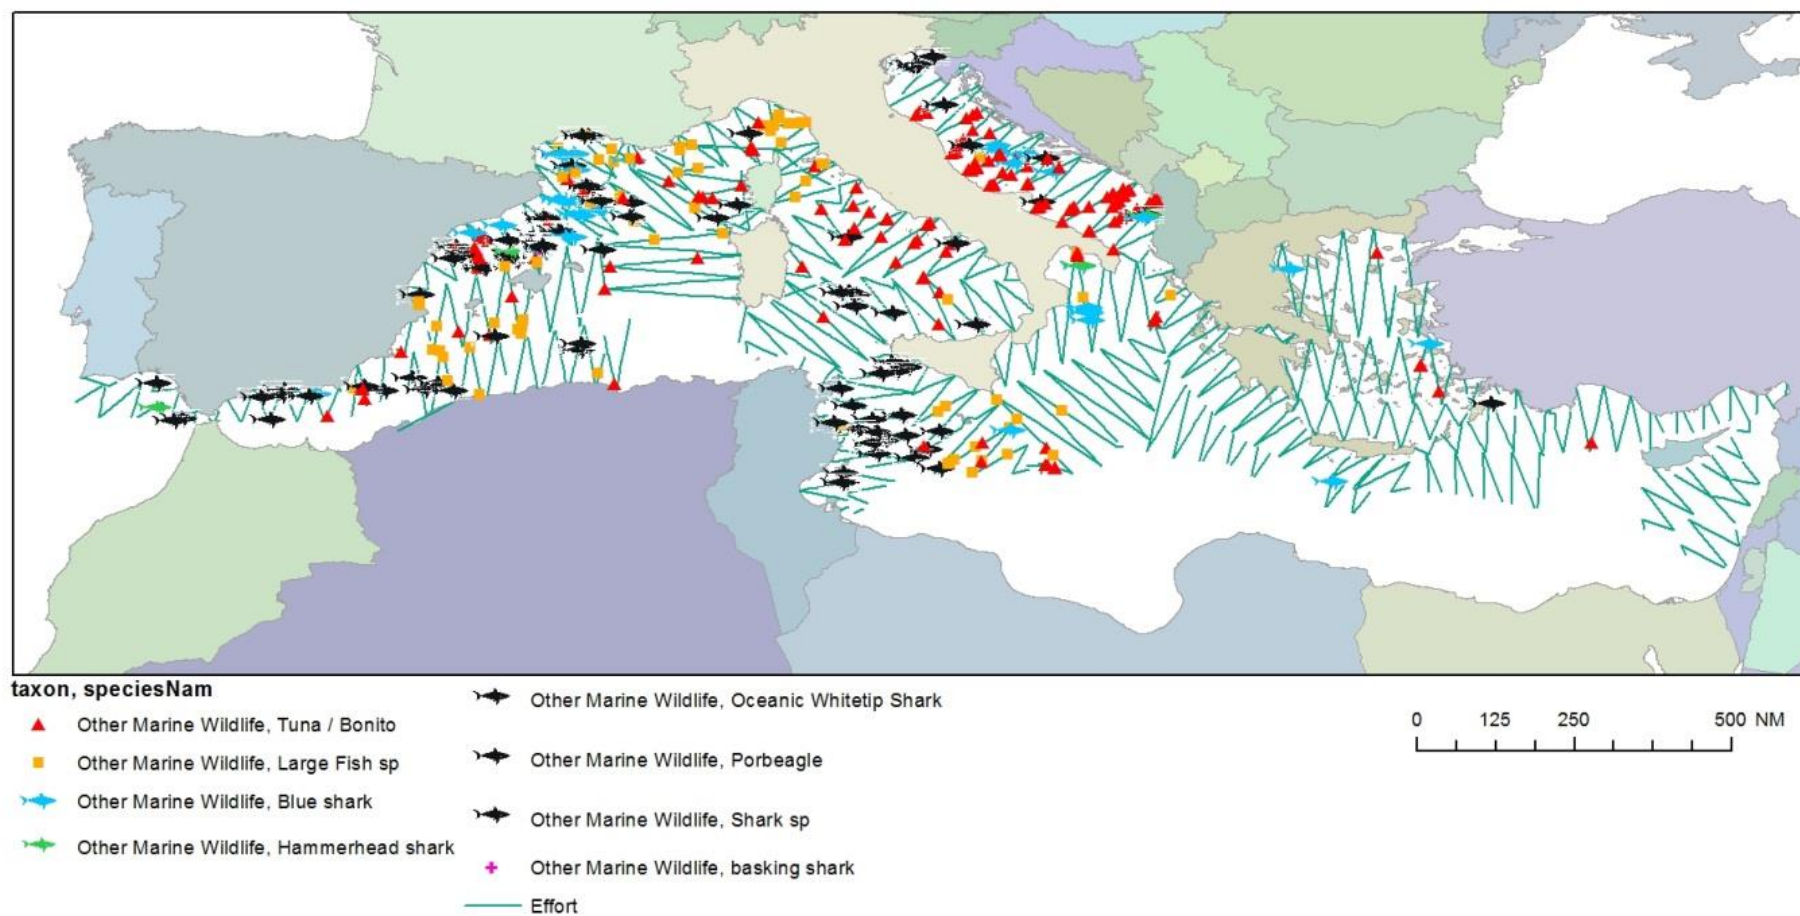 taxon, speciesNam
Other Marine Wildlife, Tuna / Bonito
Other Marine Wildlife, Large Fish sp
Other Marine Wildlife, Blue shark
Other Marine Wildlife, Hammerhead shark
Other Marine Wildlife, Oceanic Whitetip Shark
Other Marine Wildlife, Porbeagle
Other Marine Wildlife, Shark sp
Other Marine Wildlife, basking shark
Effort
0 125 250 500 NM